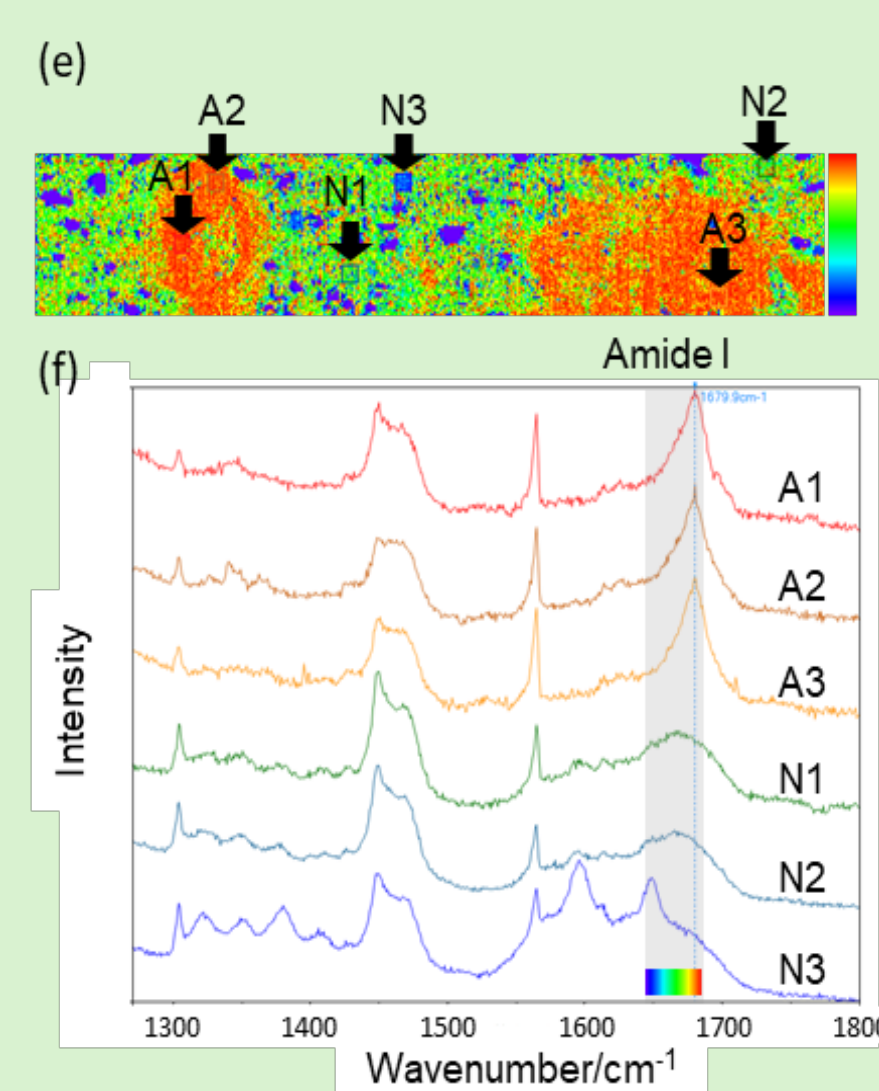 (e)
A2
N3
N2
A1
N1
A3
(f)
Amide I
1679.9cm-1
A1
A2
A3
N1
N2
N3
Intensity
1300 1400 1500 1600 1700 1800
Wavenumber/cm-1